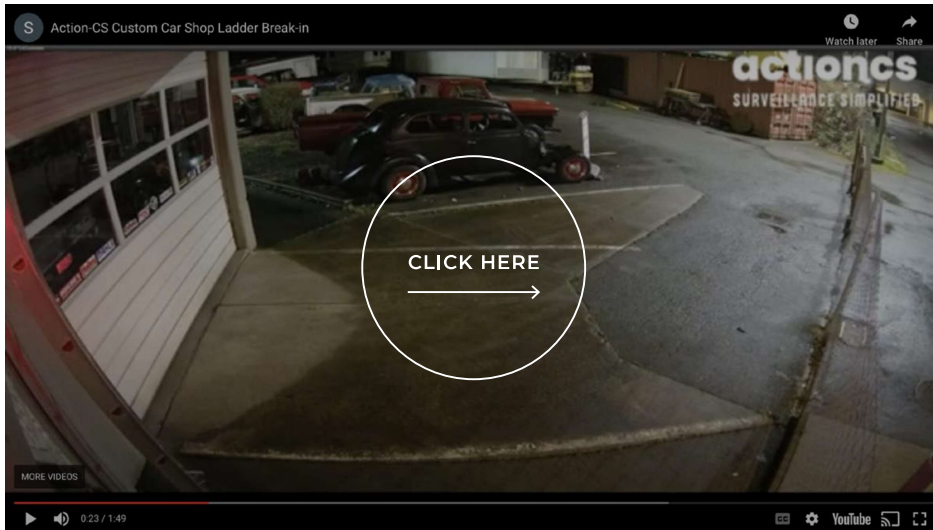 S
Action-CS Custom Car Shop Ladder Break-in
Watch later
Share
actioncs
SURVEILLANCE SIMPLIFIED
CLICK HERE
MORE VIDEOS
0:23 / 1:49
CC
YouTube